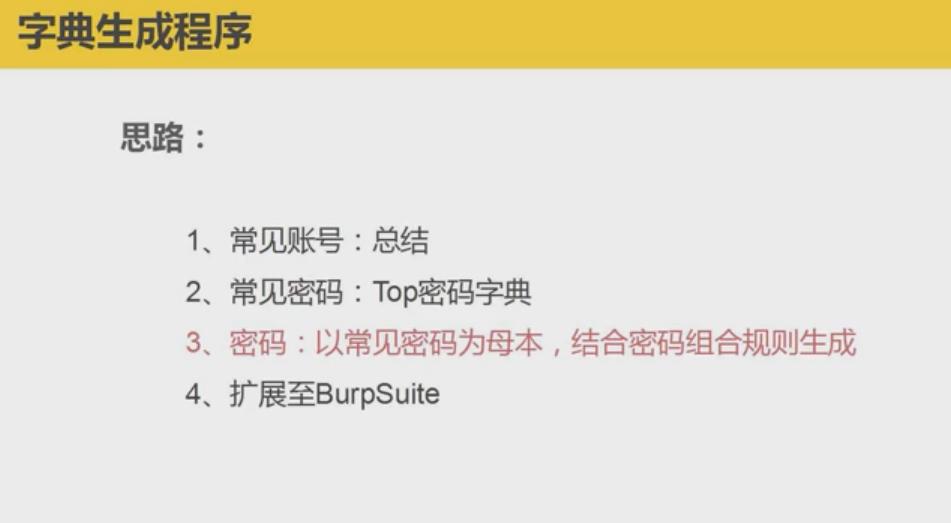 字典生成程序
思路：
1、常见账号：总结
2、常见密码：Top密码字典
3、密码：以常见密码为母本，结合密码组合规则生成
4、扩展至BurpSuite